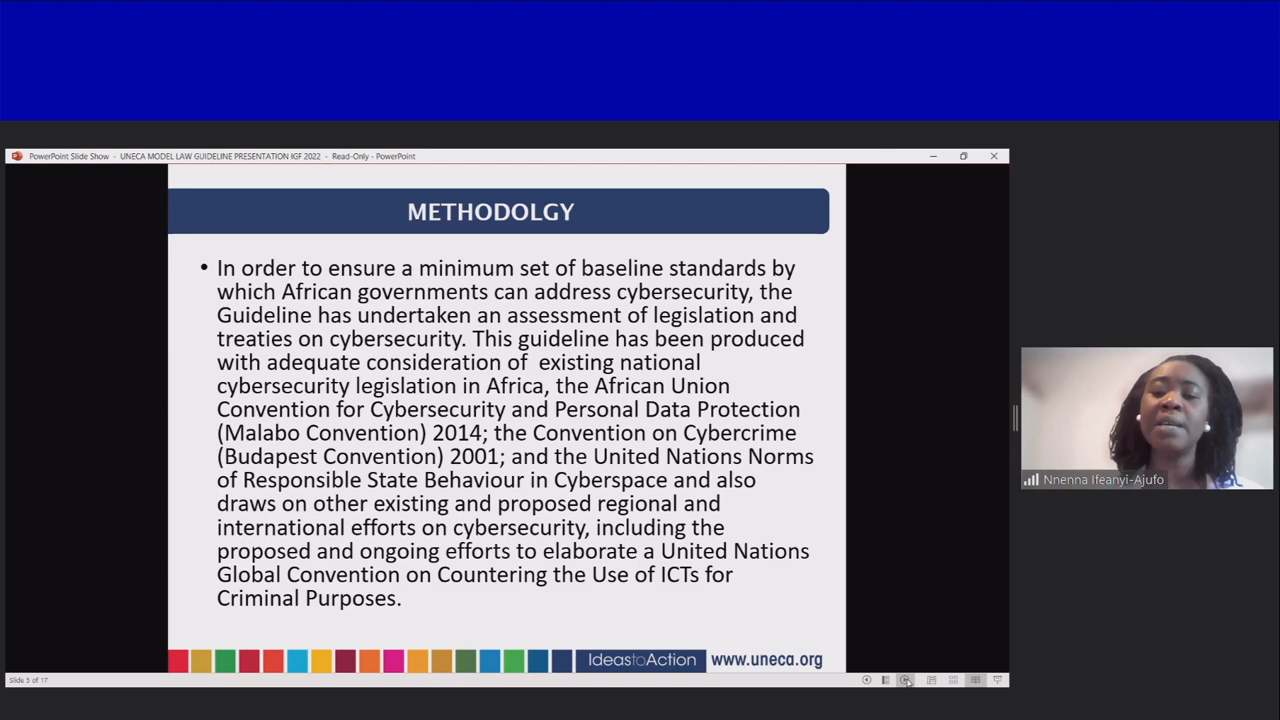 PowerPoint Slide Show - UNECA MODEL LAW GUIDELINE PRESENTATION IGF 2022 - Read-Only - PowerPoint
METHODOLGY
• In order to ensure a minimum set of baseline standards by
which African governments can address cybersecurity, the
Guideline has undertaken an assessment of legislation and
treaties on cybersecurity. This guideline has been produced
with adequate consideration of existing national
cybersecurity legislation in Africa, the African Union
Convention for Cybersecurity and Personal Data Protection
(Malabo Convention) 2014; the Convention on Cybercrime
(Budapest Convention) 2001; and the United Nations Norms
of Responsible State Behaviour in Cyberspace and also
draws on other existing and proposed regional and
international efforts on cybersecurity, including the
proposed and ongoing efforts to elaborate a United Nations
Global Convention on Countering the Use of ICTs for
Criminal Purposes.
IdeastoAction www.uneca.org
Slide 5 of 17
Nnenna Ifeanyi-Ajufo